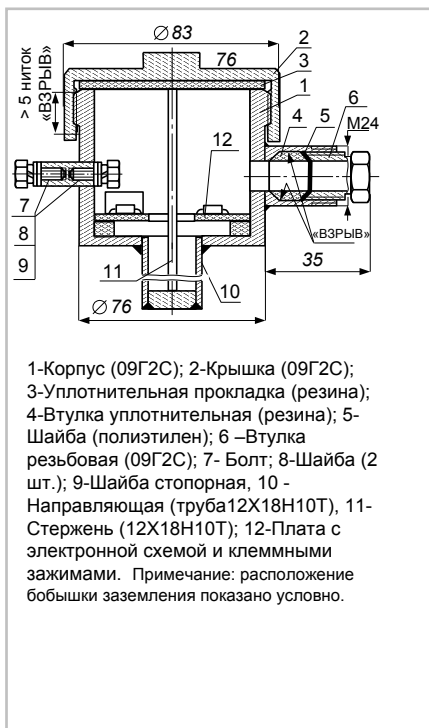 ⌀83
76
2
3
1
> 5 ниток
«ВЗРЫВ»
12
4
5
6
M24
7
8
9
«ВЗРЫВ»
11
10
35
⌀76
1-Корпус (09Г2С); 2-Крышка (09Г2С);
3-Уплотнительная прокладка (резина);
4-Втулка уплотнительная (резина); 5-
Шайба (полиэтилен); 6 –Втулка
резьбовая (09Г2С); 7- Болт; 8-Шайба (2
шт.); 9-Шайба стопорная, 10 -
Направляющая (труба12Х18Н10Т), 11-
Стержень (12Х18Н10Т); 12-Плата с
электронной схемой и клеммными
зажимами. Примечание: расположение
бобышки заземления показано условно.